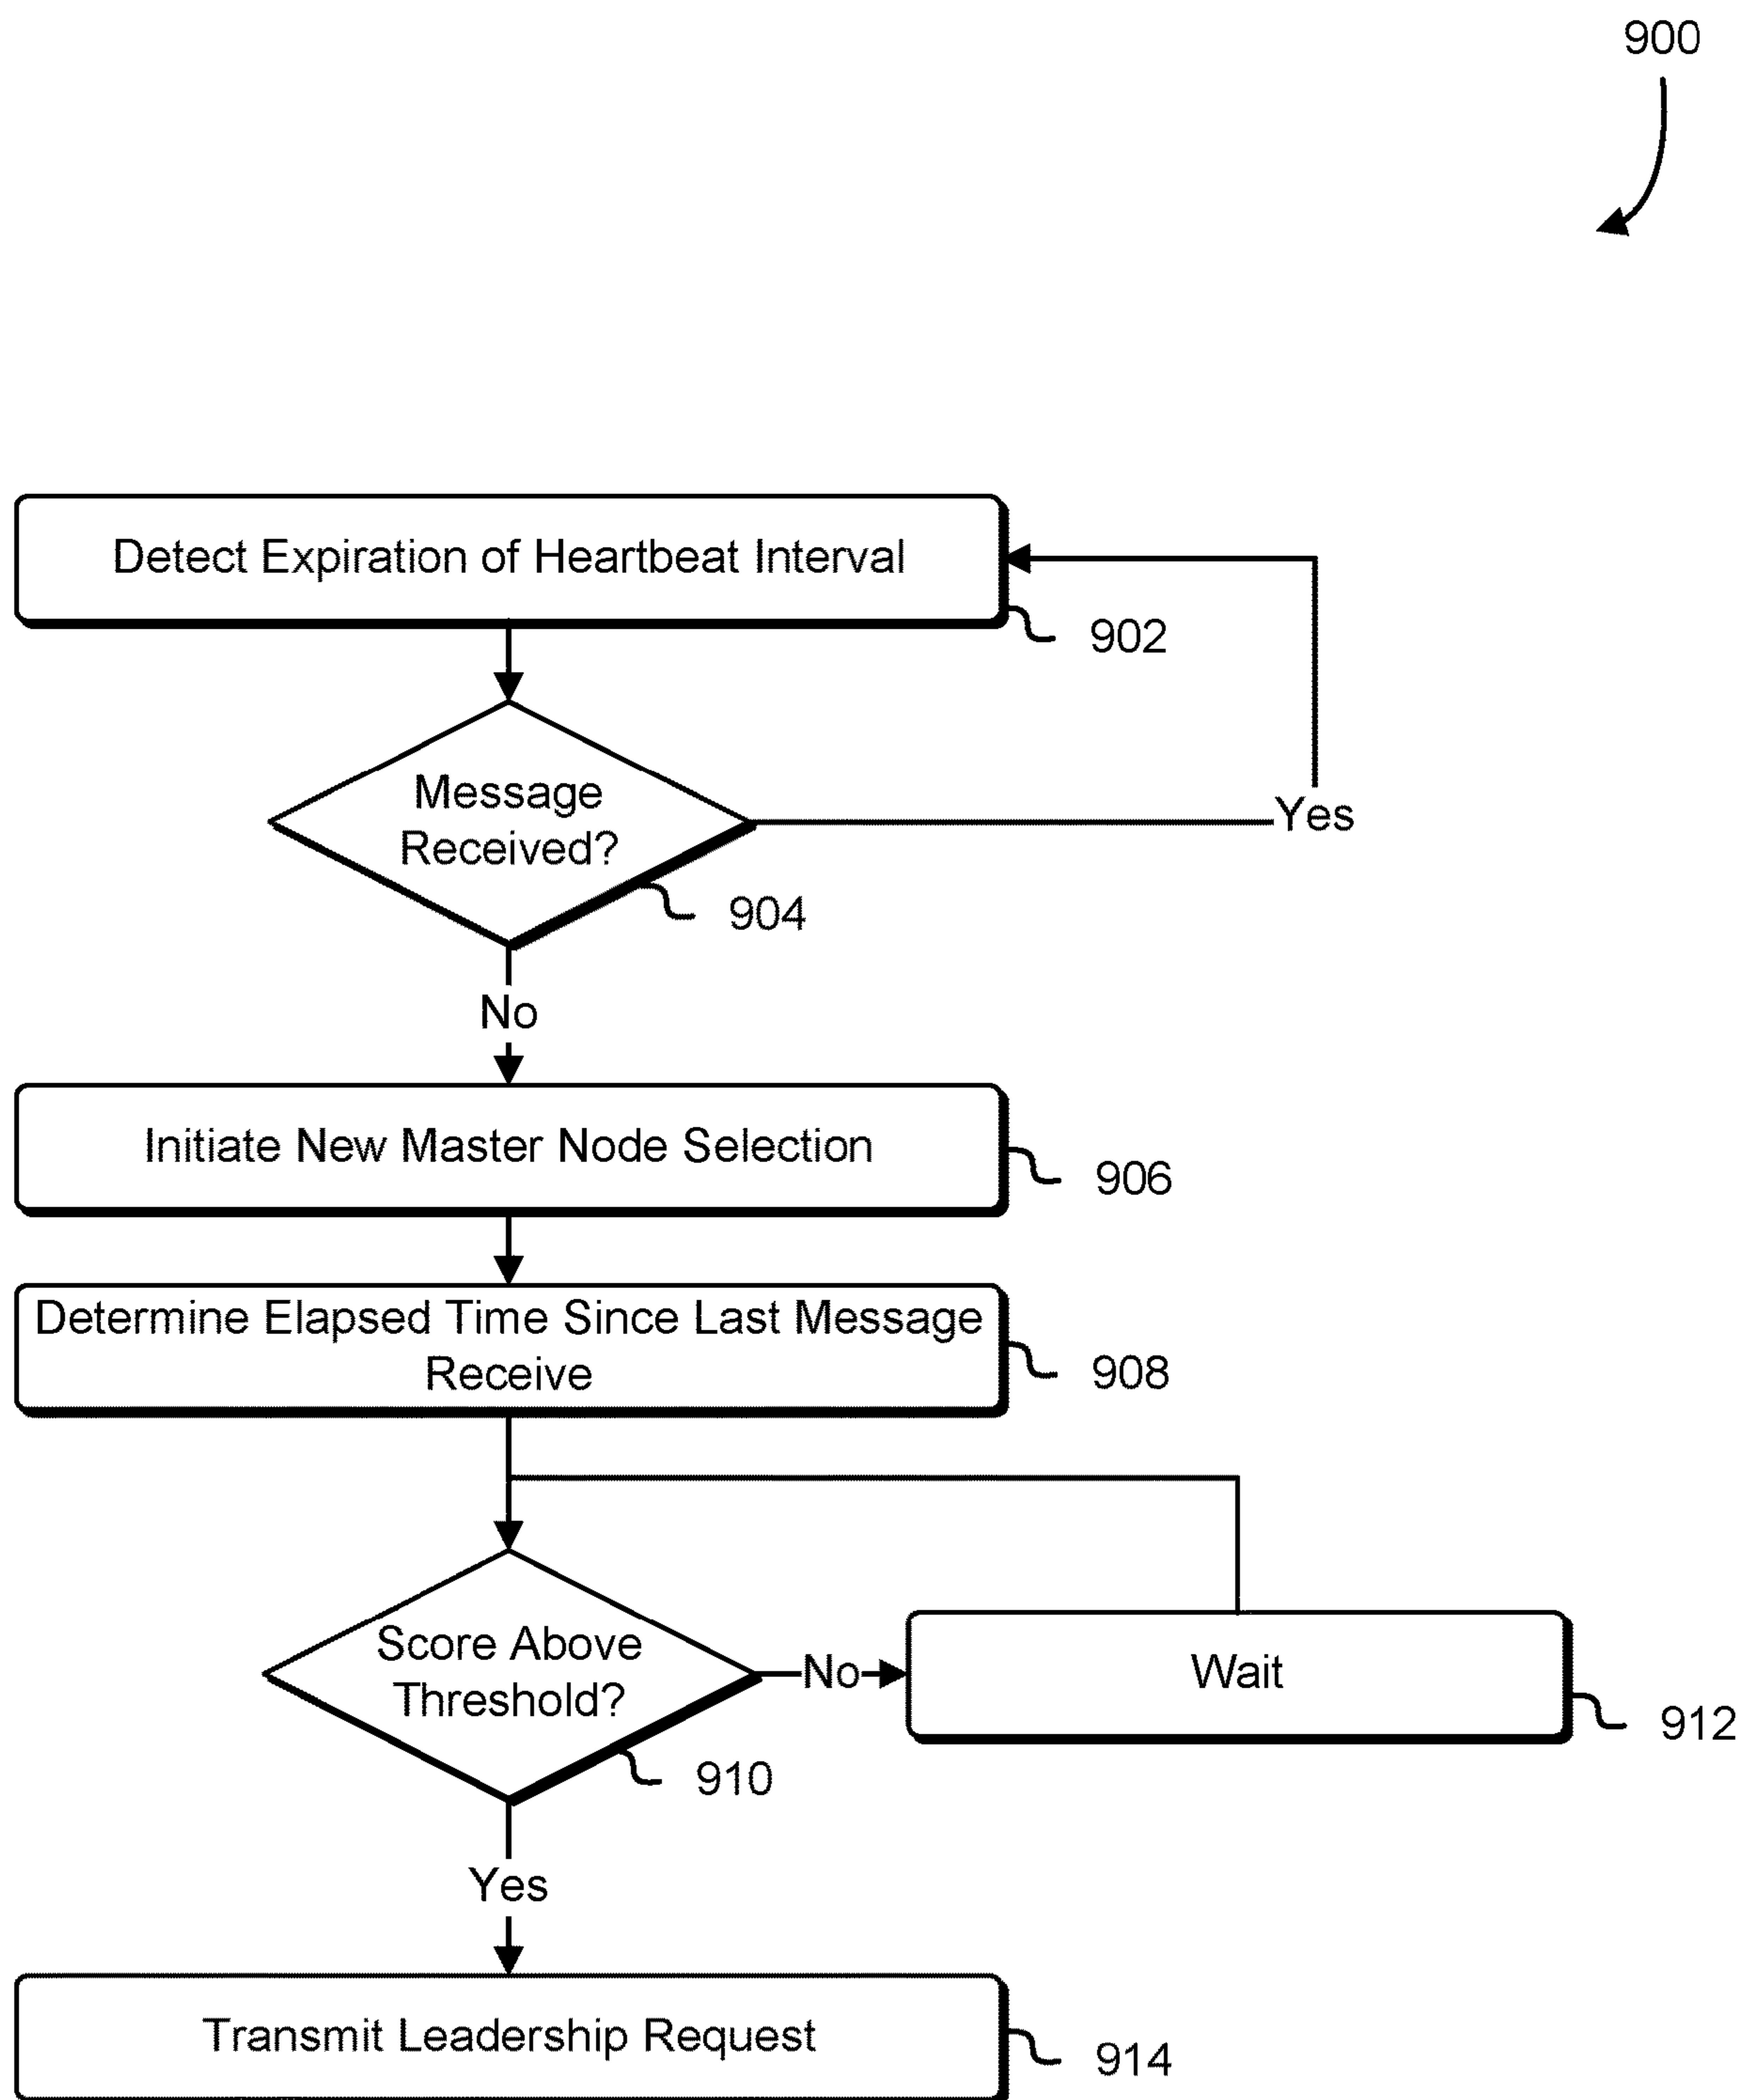 900
Detect Expiration of Heartbeat Interval
902
Message
Received?
Yes
904
No
Initiate New Master Node Selection
906
Determine Elapsed Time Since Last Message
Receive
908
Score Above
Threshold?
No
Wait
912
910
Yes
Transmit Leadership Request
914